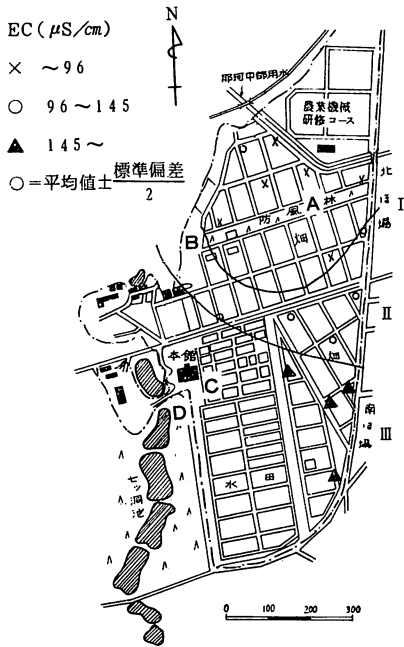 EC(μS/cm)
× ～96
○ 96～145
▲ 145～
○=平均値±標準偏差/2
N
那珂中部用水
農業機械
研修コース
北ほ場
I
A
防風林
畑
B
II
本館
畑
C
D
南ほ場
III
七ッ洞池
水田
0 100 200 300